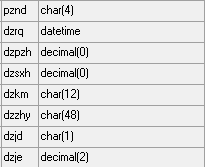 pznd char(4)
dzrq datetime
dzpzh decimal(0)
dzsxh decimal(0)
dzkm char(12)
dzzhy char(48)
dzjd char(1)
dzje decimal(2)